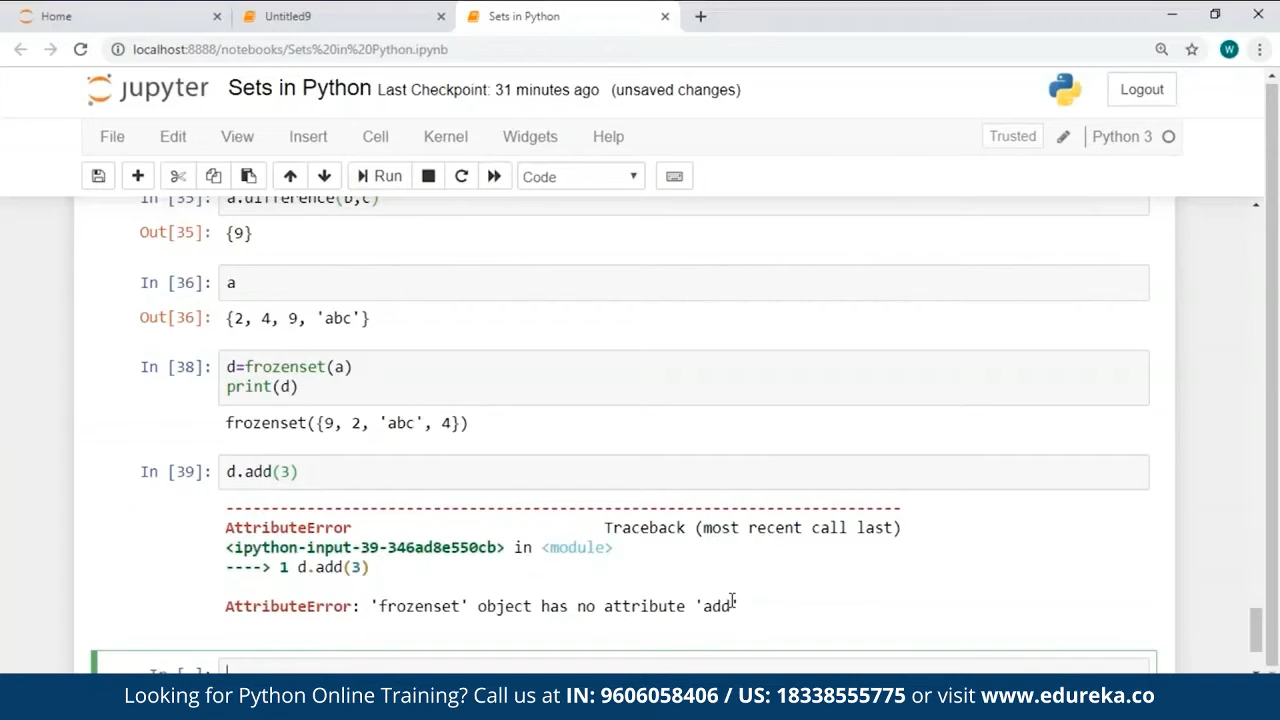 Home
Untitled9
Sets in Python
localhost:8888/notebooks/Sets%20in%20Python.ipynb
W
jupyter Sets in Python Last Checkpoint: 31 minutes ago (unsaved changes)
Logout
File Edit View Insert Cell Kernel Widgets Help
Trusted Python 3
Run Code
In [35]: a.difference(b,c)
Out[35]: {9}
In [36]: a
Out[36]: {2, 4, 9, 'abc'}
In [38]: d=frozenset(a)
print(d)
frozenset({9, 2, 'abc', 4})
In [39]: d.add(3)
---------------------------------------------------------------------------
AttributeError Traceback (most recent call last)
<ipython-input-39-346ad8e550cb> in <module>
----> 1 d.add(3)
AttributeError: 'frozenset' object has no attribute 'add'
In [ ]:
Looking for Python Online Training? Call us at IN: 9606058406 / US: 18338555775 or visit www.edureka.co